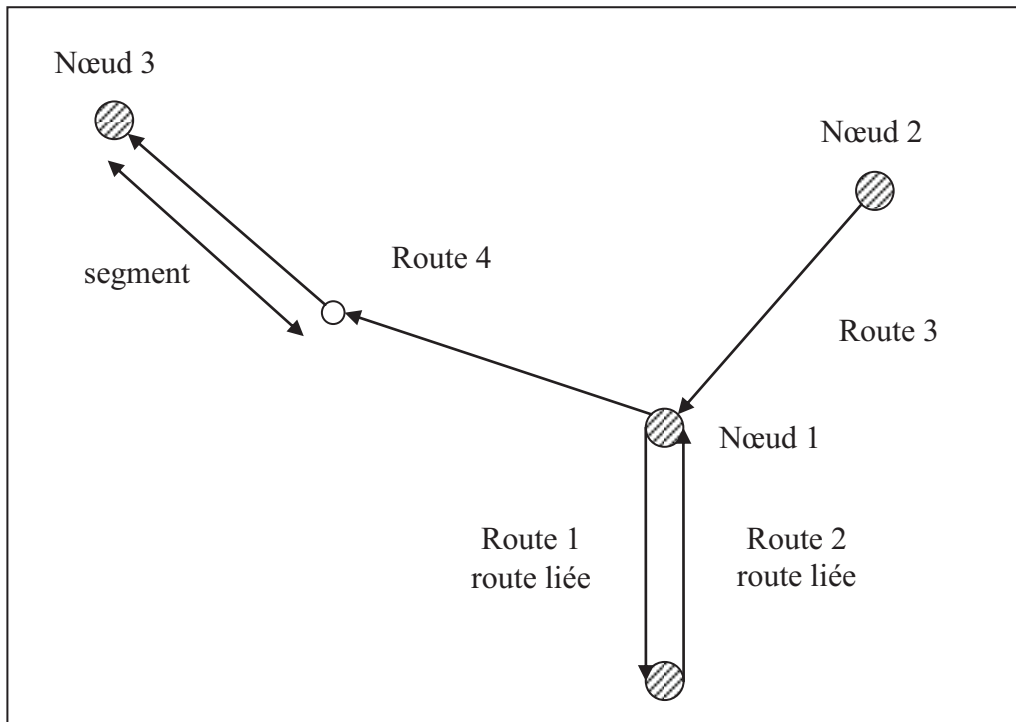 Nœud 3
Nœud 2
Route 4
segment
Route 3
Nœud 1
Route 1
route liée
Route 2
route liée